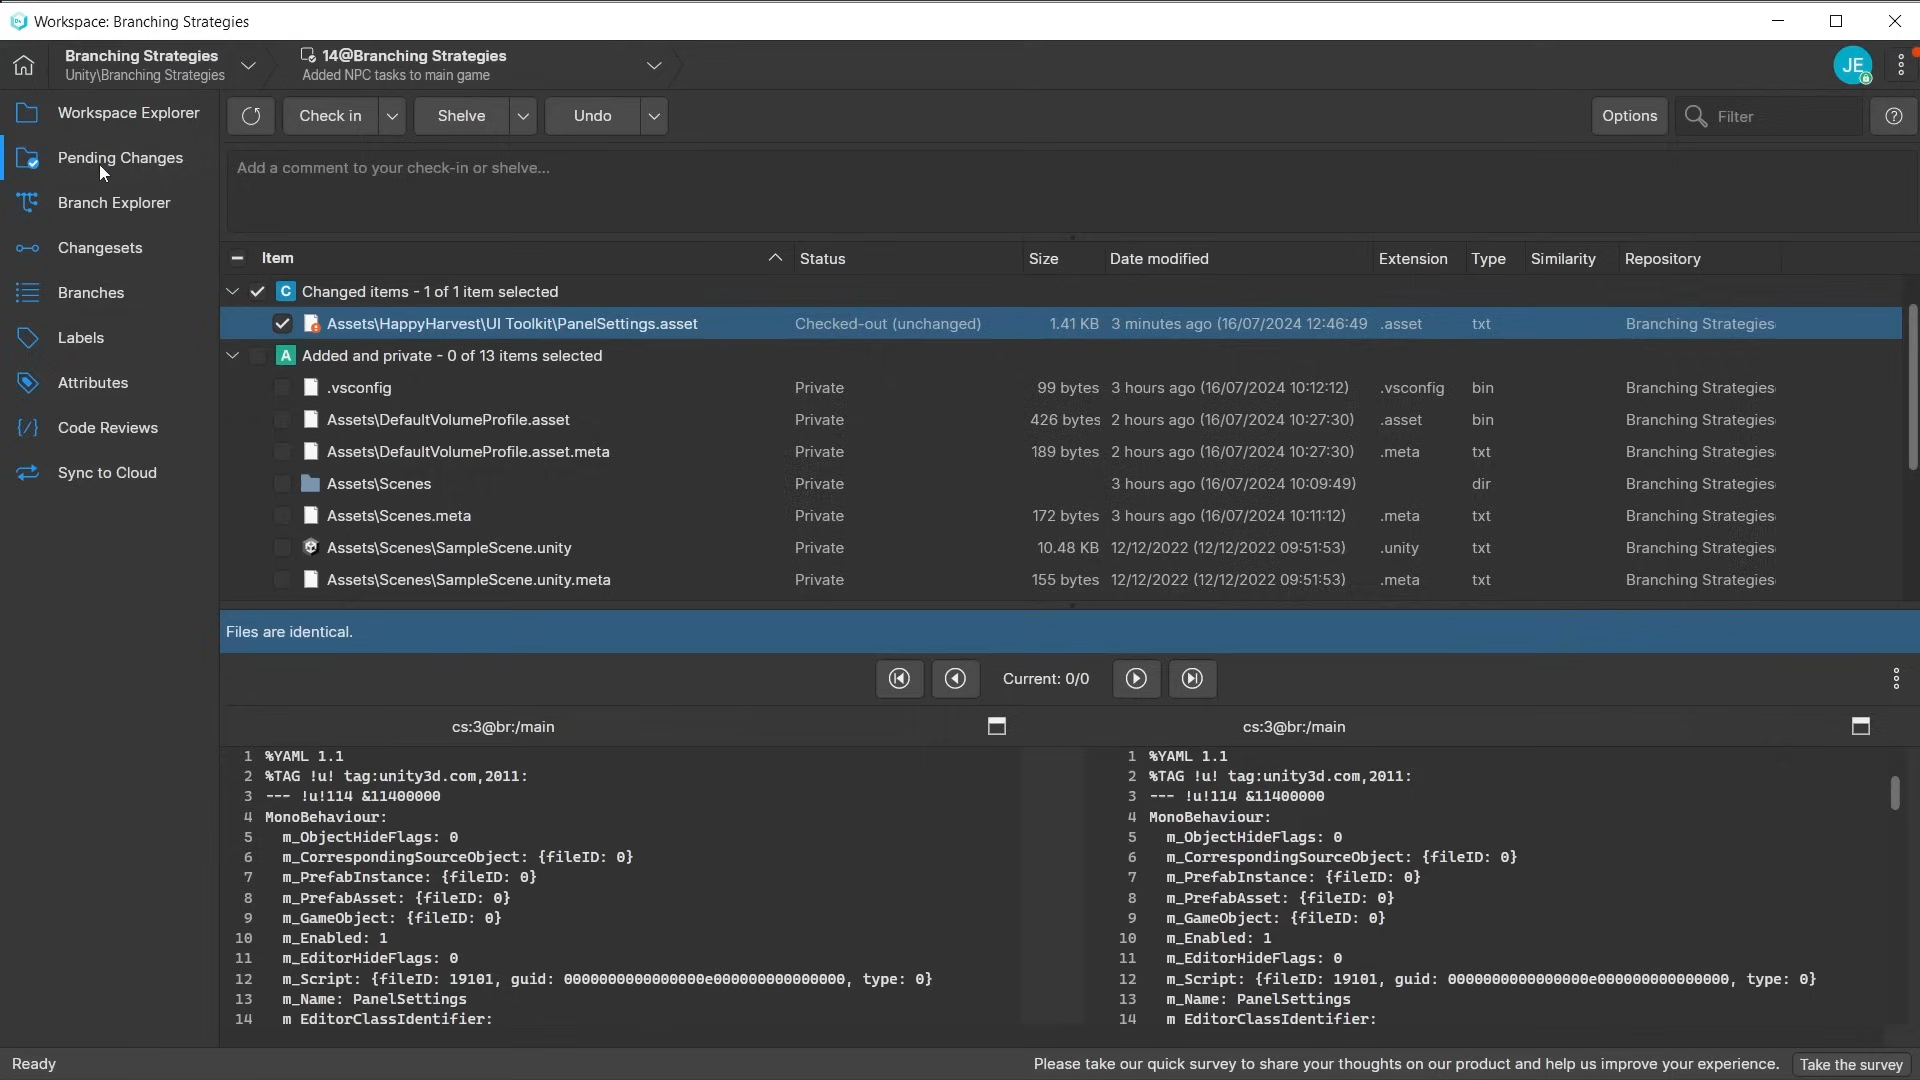 Workspace: Branching Strategies
Branching Strategies
Unity\Branching Strategies
14@Branching Strategies
Added NPC tasks to main game
JE
Workspace Explorer
Pending Changes
Branch Explorer
Changesets
Branches
Labels
Attributes
Code Reviews
Sync to Cloud
Check in
Shelve
Undo
Options
Filter
Add a comment to your check-in or shelve...
Item Status Size Date modified Extension Type Similarity Repository
C Changed items - 1 of 1 item selected
Assets\HappyHarvest\UI Toolkit\PanelSettings.asset Checked-out (unchanged) 1.41 KB 3 minutes ago (16/07/2024 12:46:49 .asset txt Branching Strategies
A Added and private - 0 of 13 items selected
.vsconfig Private 99 bytes 3 hours ago (16/07/2024 10:12:12) .vsconfig bin Branching Strategies
Assets\DefaultVolumeProfile.asset Private 426 bytes 2 hours ago (16/07/2024 10:27:30) .asset bin Branching Strategies
Assets\DefaultVolumeProfile.asset.meta Private 189 bytes 2 hours ago (16/07/2024 10:27:30) .meta txt Branching Strategies
Assets\Scenes Private 3 hours ago (16/07/2024 10:09:49) dir Branching Strategies
Assets\Scenes.meta Private 172 bytes 3 hours ago (16/07/2024 10:11:12) .meta txt Branching Strategies
Assets\Scenes\SampleScene.unity Private 10.48 KB 12/12/2022 (12/12/2022 09:51:53) .unity txt Branching Strategies
Assets\Scenes\SampleScene.unity.meta Private 155 bytes 12/12/2022 (12/12/2022 09:51:53) .meta txt Branching Strategies
Files are identical.
Current: 0/0
cs:3@br:/main
1 %YAML 1.1
2 %TAG !u! tag:unity3d.com,2011:
3 --- !u!114 &11400000
4 MonoBehaviour:
5 m_ObjectHideFlags: 0
6 m_CorrespondingSourceObject: {fileID: 0}
7 m_PrefabInstance: {fileID: 0}
8 m_PrefabAsset: {fileID: 0}
9 m_GameObject: {fileID: 0}
10 m_Enabled: 1
11 m_EditorHideFlags: 0
12 m_Script: {fileID: 19101, guid: 0000000000000000e000000000000000, type: 0}
13 m_Name: PanelSettings
14 m EditorClassIdentifier:
cs:3@br:/main
1 %YAML 1.1
2 %TAG !u! tag:unity3d.com,2011:
3 --- !u!114 &11400000
4 MonoBehaviour:
5 m_ObjectHideFlags: 0
6 m_CorrespondingSourceObject: {fileID: 0}
7 m_PrefabInstance: {fileID: 0}
8 m_PrefabAsset: {fileID: 0}
9 m_GameObject: {fileID: 0}
10 m_Enabled: 1
11 m_EditorHideFlags: 0
12 m_Script: {fileID: 19101, guid: 0000000000000000e000000000000000, type: 0}
13 m_Name: PanelSettings
14 m EditorClassIdentifier:
Ready
Please take our quick survey to share your thoughts on our product and help us improve your experience.
Take the survey